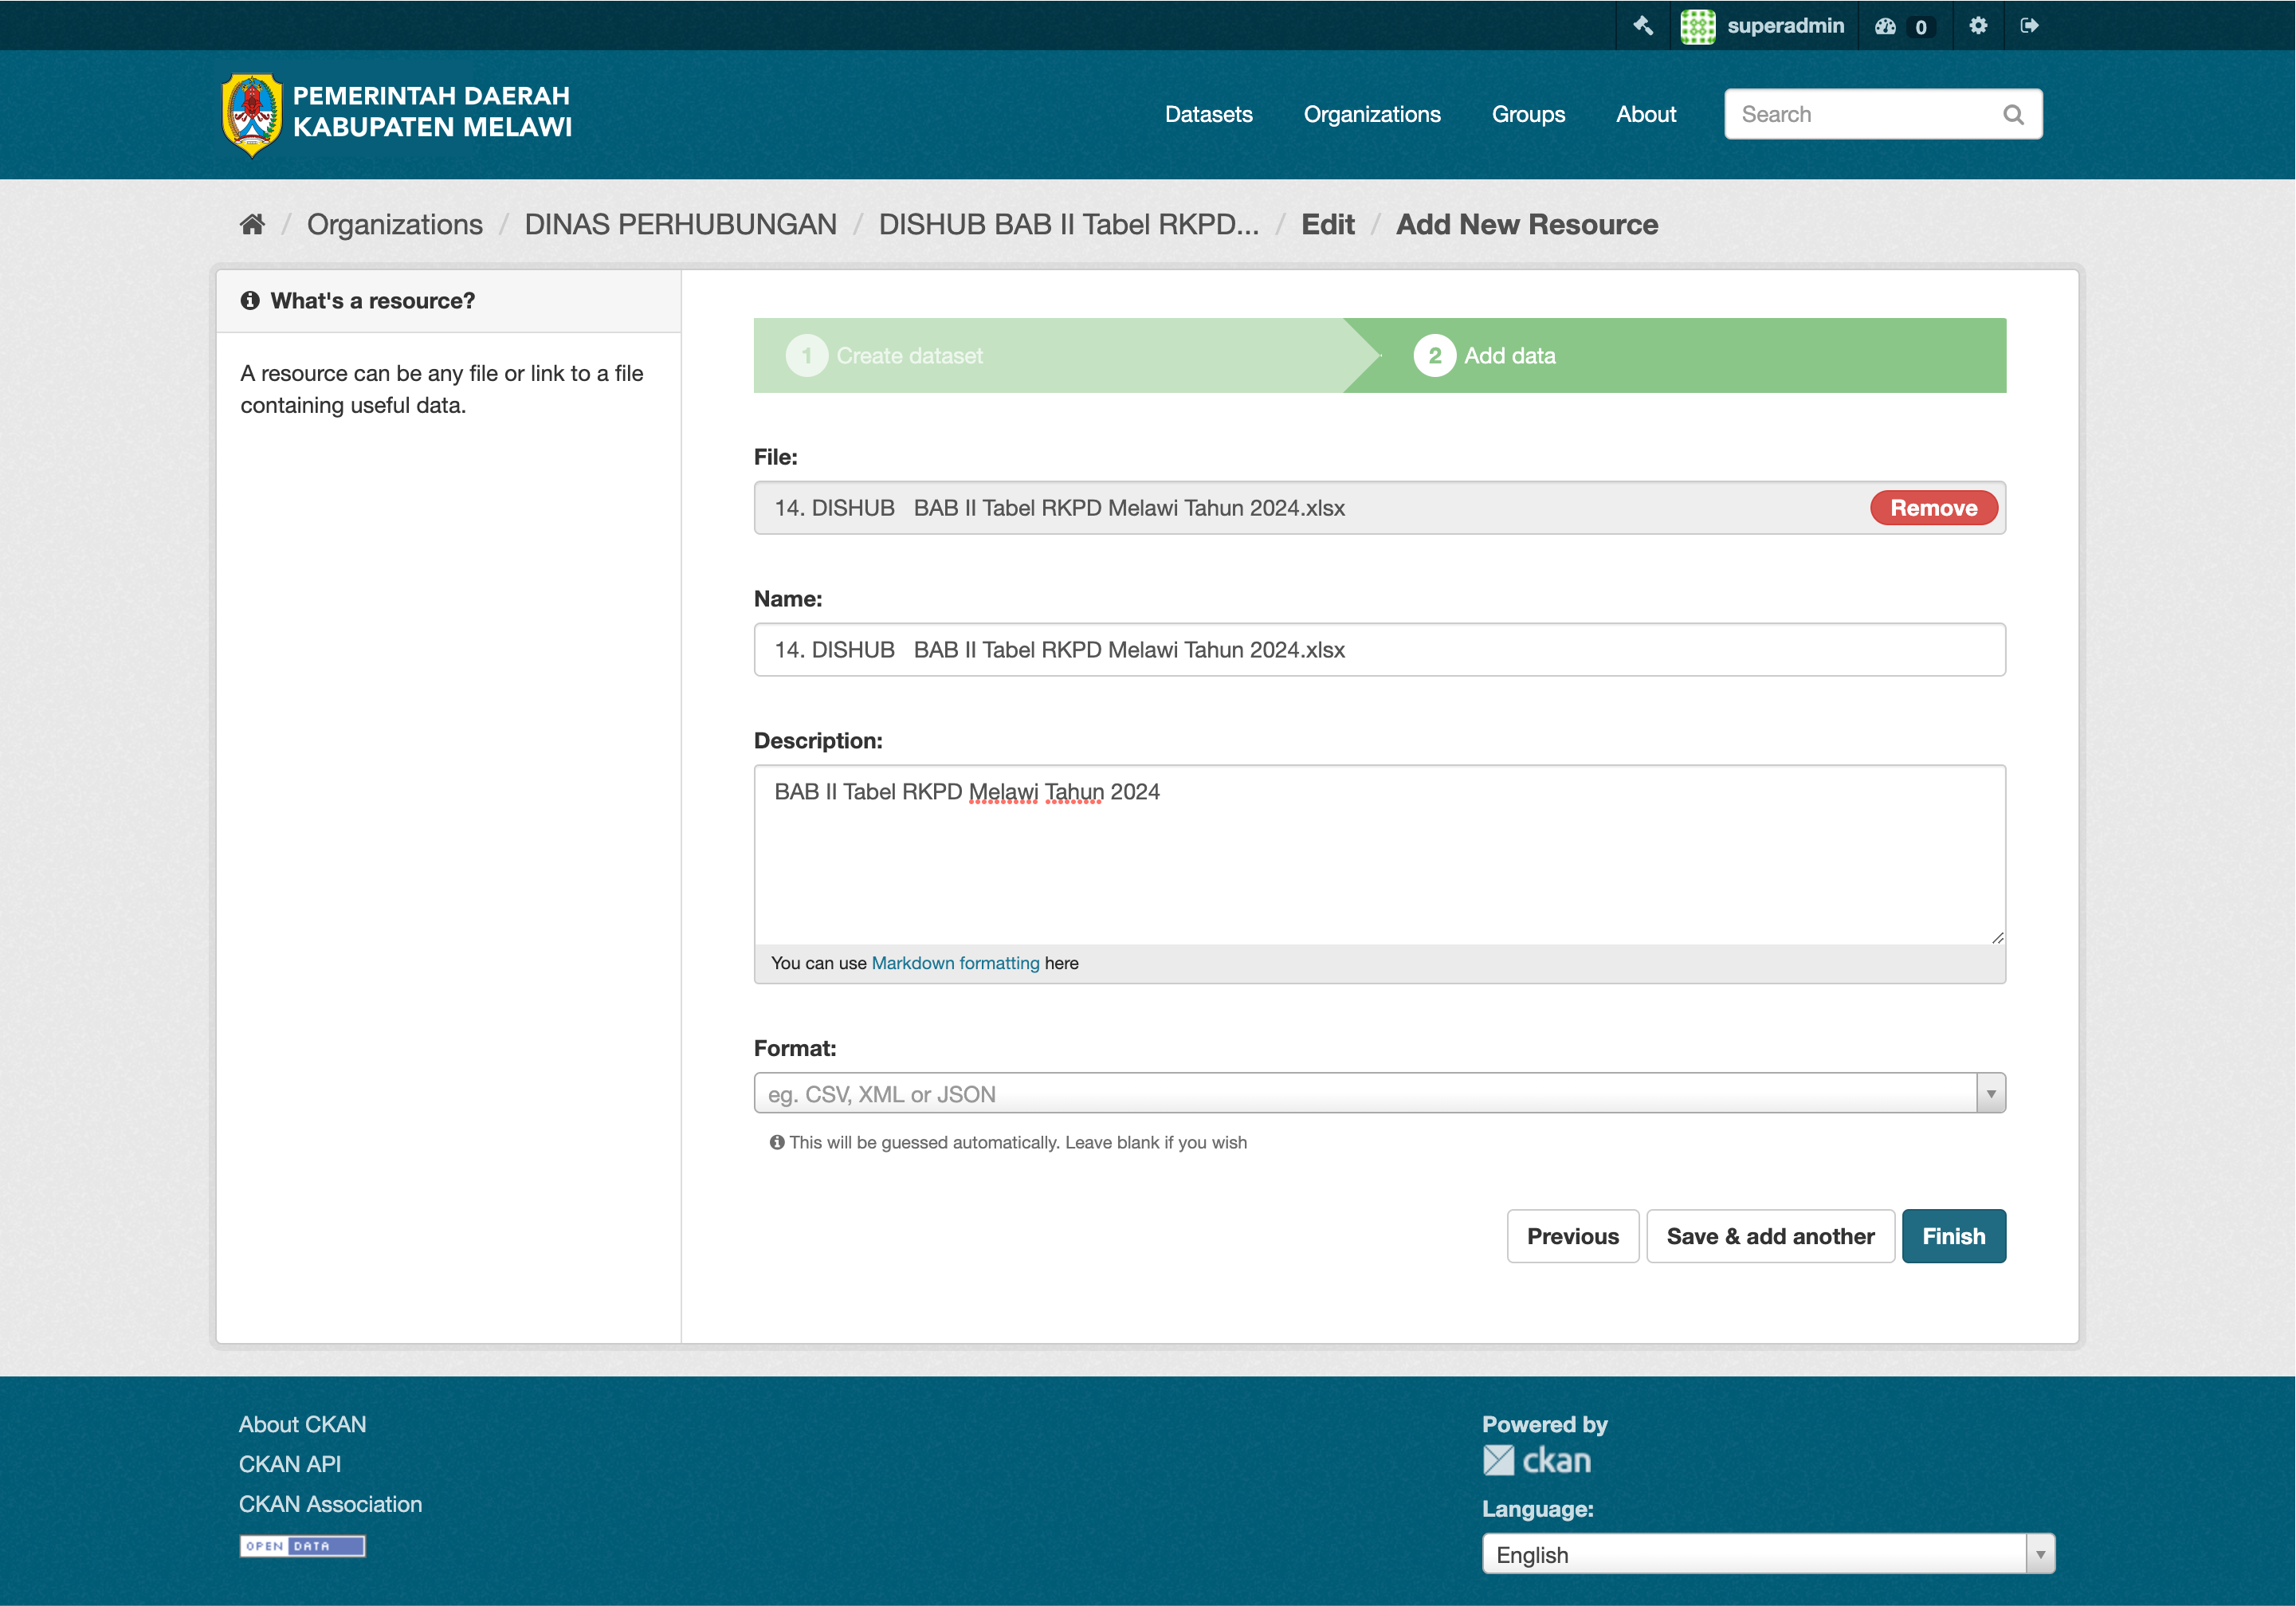 superadmin 0
PEMERINTAH DAERAH
KABUPATEN MELAWI
Datasets Organizations Groups About Search
/ Organizations / DINAS PERHUBUNGAN / DISHUB BAB II Tabel RKPD... / Edit / Add New Resource
What's a resource?
A resource can be any file or link to a file
containing useful data.
1 Create dataset 2 Add data
File:
14. DISHUB   BAB II Tabel RKPD Melawi Tahun 2024.xlsx Remove
Name:
14. DISHUB   BAB II Tabel RKPD Melawi Tahun 2024.xlsx
Description:
BAB II Tabel RKPD Melawi Tahun 2024
You can use Markdown formatting here
Format:
eg. CSV, XML or JSON
This will be guessed automatically. Leave blank if you wish
Previous Save & add another Finish
About CKAN
CKAN API
CKAN Association
OPEN DATA
Powered by
ckan
Language:
English